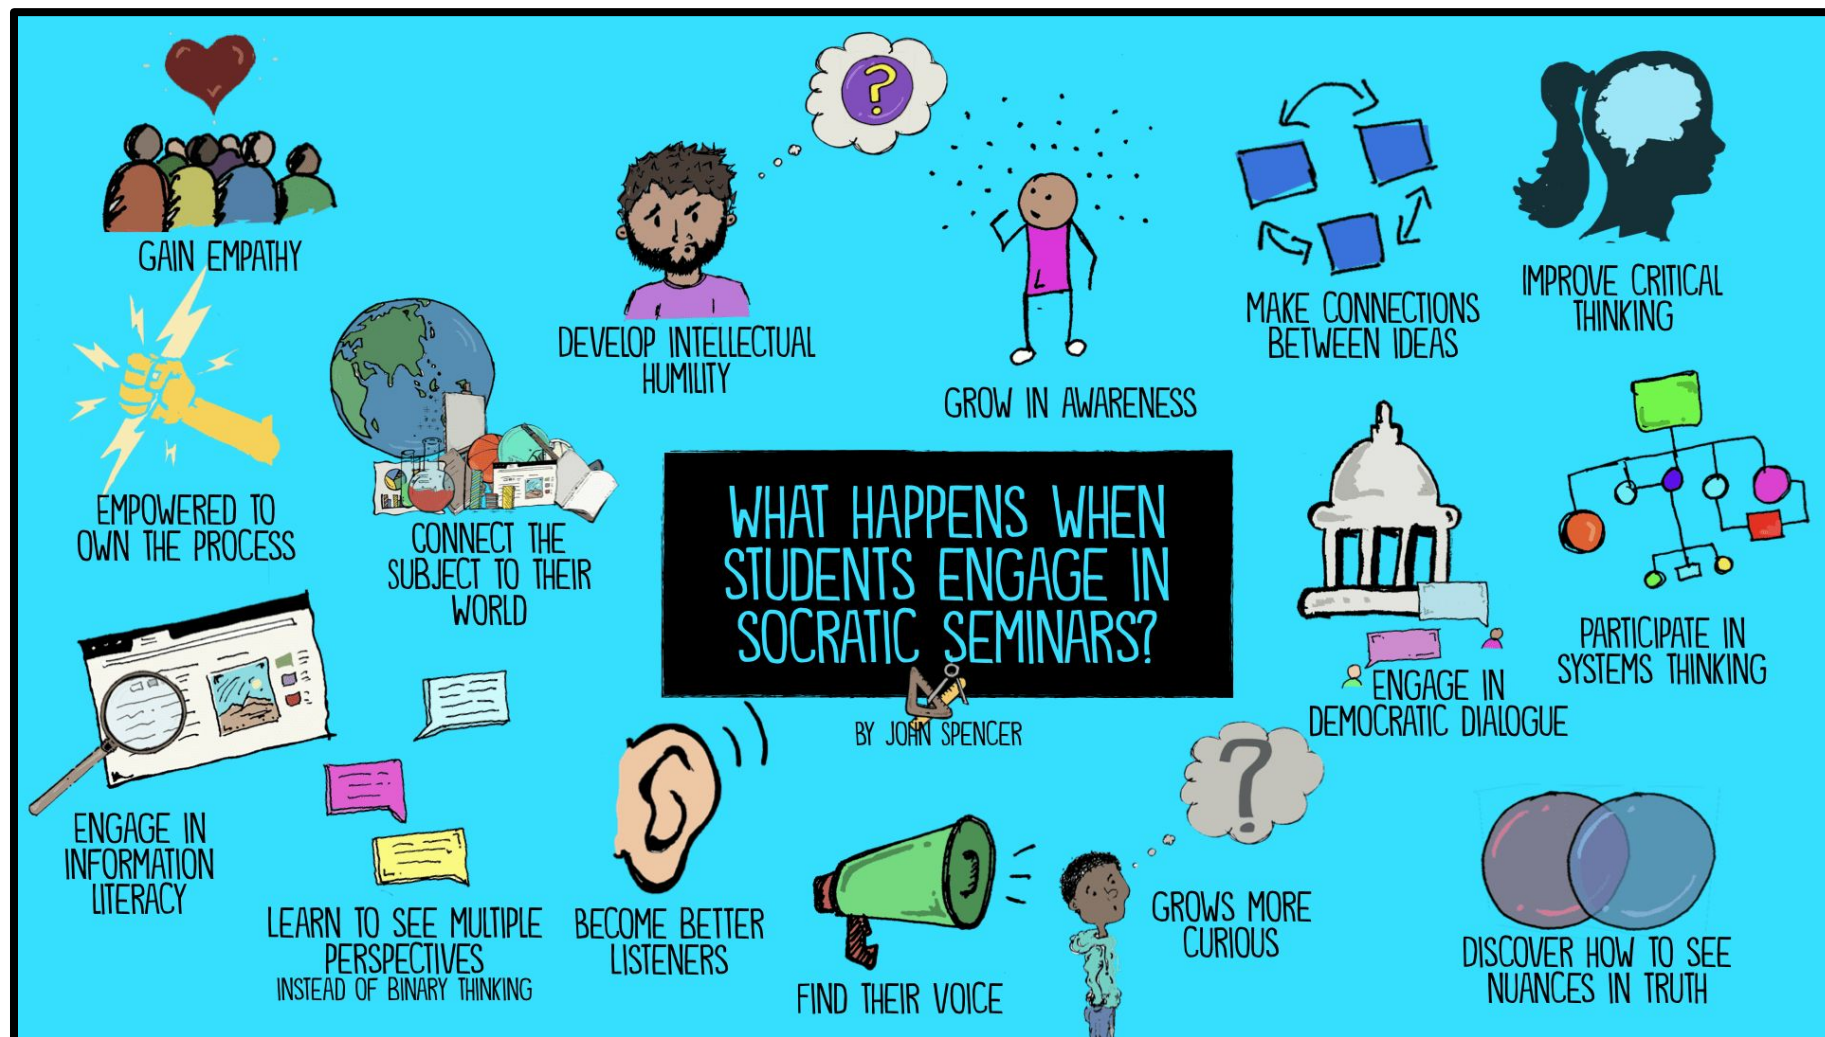 GAIN EMPATHY
DEVELOP INTELLECTUAL
HUMILITY
GROW IN AWARENESS
MAKE CONNECTIONS
BETWEEN IDEAS
IMPROVE CRITICAL
THINKING
EMPOWERED TO
OWN THE PROCESS
CONNECT THE
SUBJECT TO THEIR
WORLD
WHAT HAPPENS WHEN
STUDENTS ENGAGE IN
SOCRATIC SEMINARS?
BY JOHN SPENCER
ENGAGE IN
DEMOCRATIC DIALOGUE
PARTICIPATE IN
SYSTEMS THINKING
ENGAGE IN
INFORMATION
LITERACY
LEARN TO SEE MULTIPLE
PERSPECTIVES
INSTEAD OF BINARY THINKING
BECOME BETTER
LISTENERS
FIND THEIR VOICE
GROWS MORE
CURIOUS
DISCOVER HOW TO SEE
NUANCES IN TRUTH